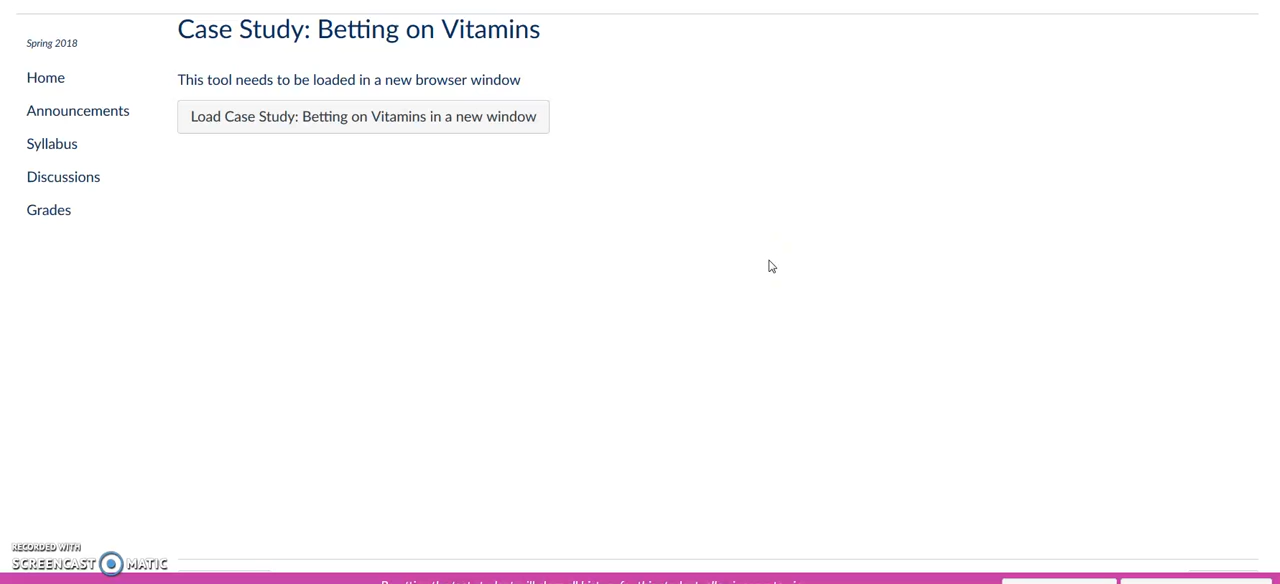 Case Study: Betting on Vitamins
Spring 2018
Home
Announcements
Syllabus
Discussions
Grades
This tool needs to be loaded in a new browser window
Load Case Study: Betting on Vitamins in a new window
RECORDED WITH
SCREENCAST MATIC